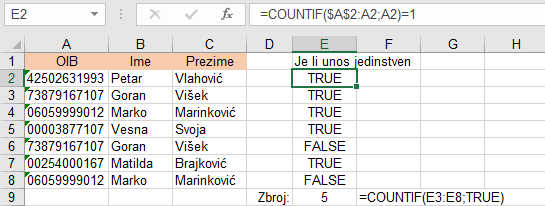 E2 fx =COUNTIF($A$2:A2;A2)=1
A B C D E F G H
1 OIB Ime Prezime Je li unos jedinstven
2 42502631993 Petar Vlahović TRUE
3 73879167107 Goran Višek TRUE
4 06059999012 Marko Marinković TRUE
5 00003877107 Vesna Svoja TRUE
6 73879167107 Goran Višek FALSE
7 00254000167 Matilda Brajković TRUE
8 06059999012 Marko Marinković FALSE
9 Zbroj: 5 =COUNTIF(E3:E8;TRUE)